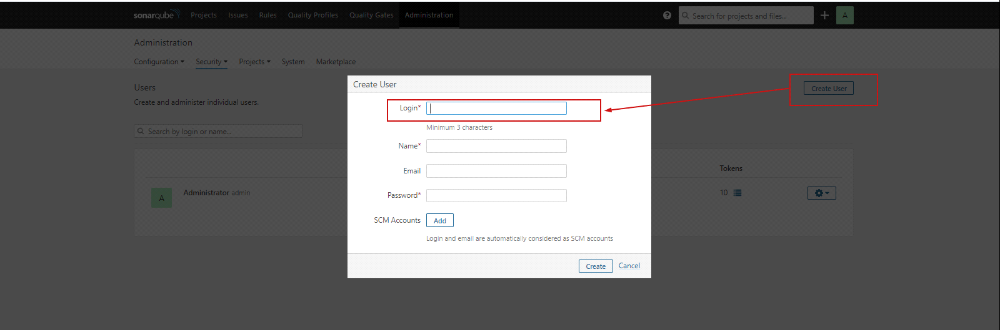 sonarqube Projects Issues Rules Quality Profiles Quality Gates Administration ? Search for projects and files... + A
Administration
Configuration Security Projects System Marketplace
Users
Create User
Create and administer individual users.
Search by login or name...
Tokens
A Administrator admin 10
Create User
Login*
Minimum 3 characters
Name*
Email
Password*
SCM Accounts Add
Login and email are automatically considered as SCM accounts
Create Cancel